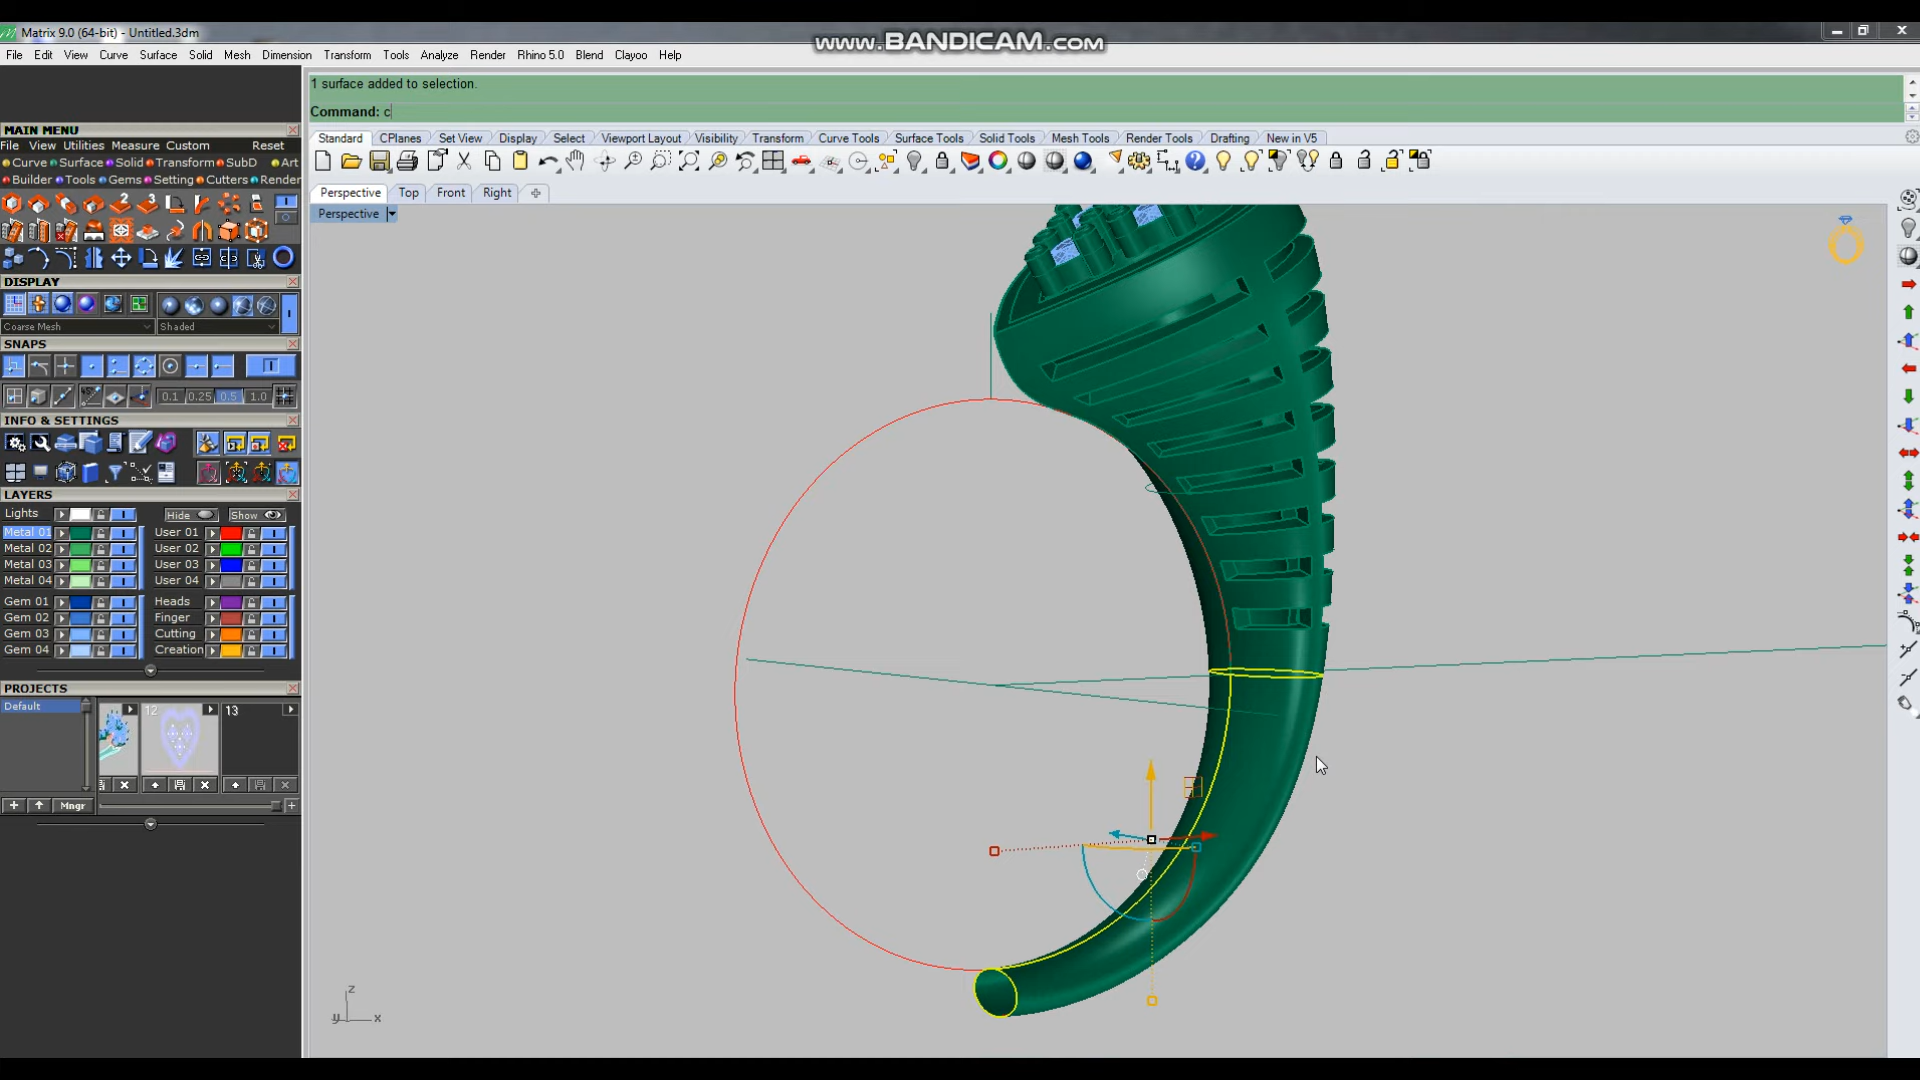 Matrix 9.0 (64-bit) - Untitled.3dm
www.BANDICAM.com
File Edit View Curve Surface Solid Mesh Dimension Transform Tools Analyze Render Rhino 5.0 Blend Clayoo Help
1 surface added to selection.
Command: c
Standard CPlanes Set View Display Select Viewport Layout Visibility Transform Curve Tools Surface Tools Solid Tools Mesh Tools Render Tools Drafting New in V5
MAIN MENU
File View Utilities Measure Custom Reset
Curve Surface Solid Transform SubD Art
Builder Tools Gems Setting Cutters Render
Perspective Top Front Right
Perspective
2 3
DISPLAY
Coarse Mesh Shaded
SNAPS
0.1 0.25 0.5 1.0
INFO & SETTINGS
LAYERS
Lights Hide Show
Metal 01 User 01
Metal 02 User 02
Metal 03 User 03
Metal 04 User 04
Gem 01 Heads
Gem 02 Finger
Gem 03 Cutting
Gem 04 Creation
PROJECTS
Default 12 13
Mngr
z
y x